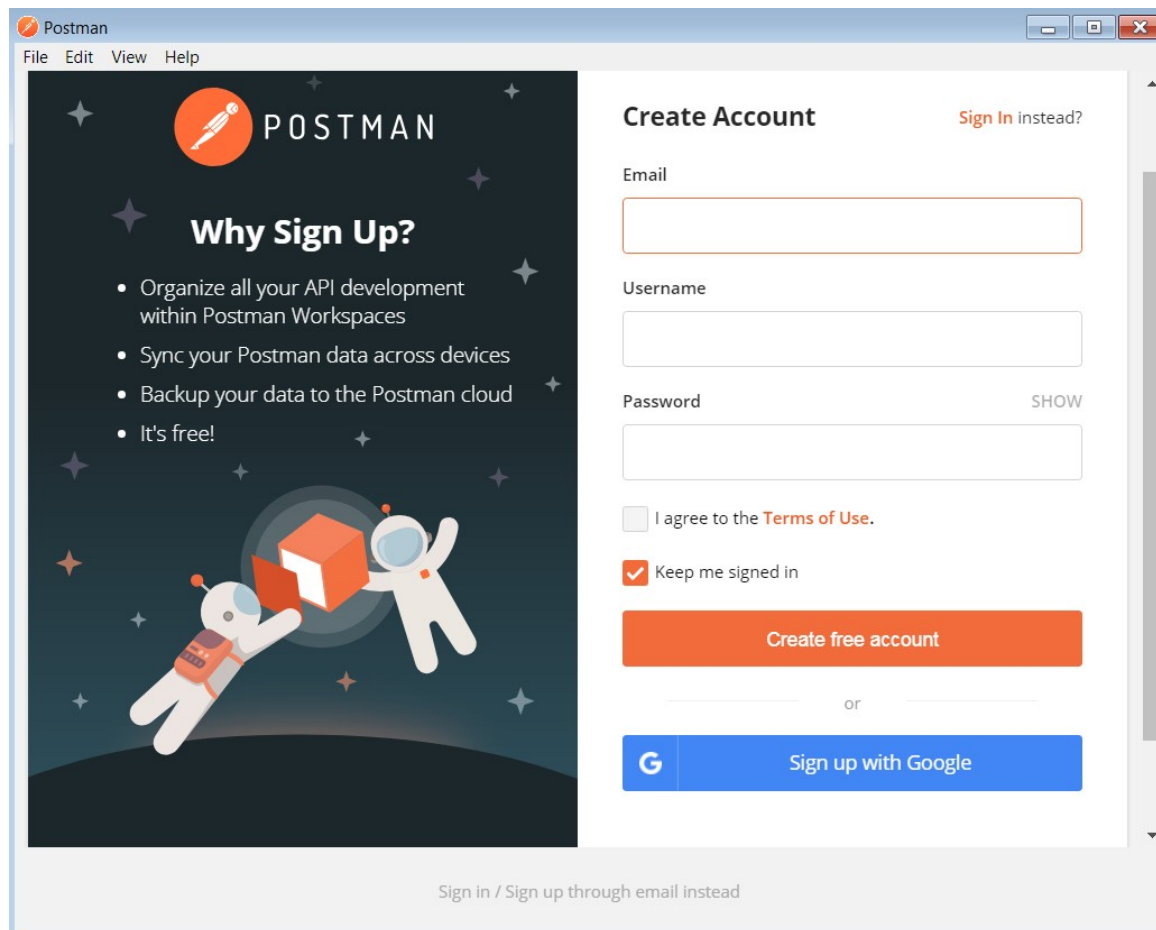 Postman
File Edit View Help
POSTMAN
Why Sign Up?
• Organize all your API development
within Postman Workspaces
• Sync your Postman data across devices
• Backup your data to the Postman cloud
• It's free!
Create Account
Sign In instead?
Email
Username
Password
SHOW
I agree to the Terms of Use.
Keep me signed in
Create free account
or
G Sign up with Google
Sign in / Sign up through email instead